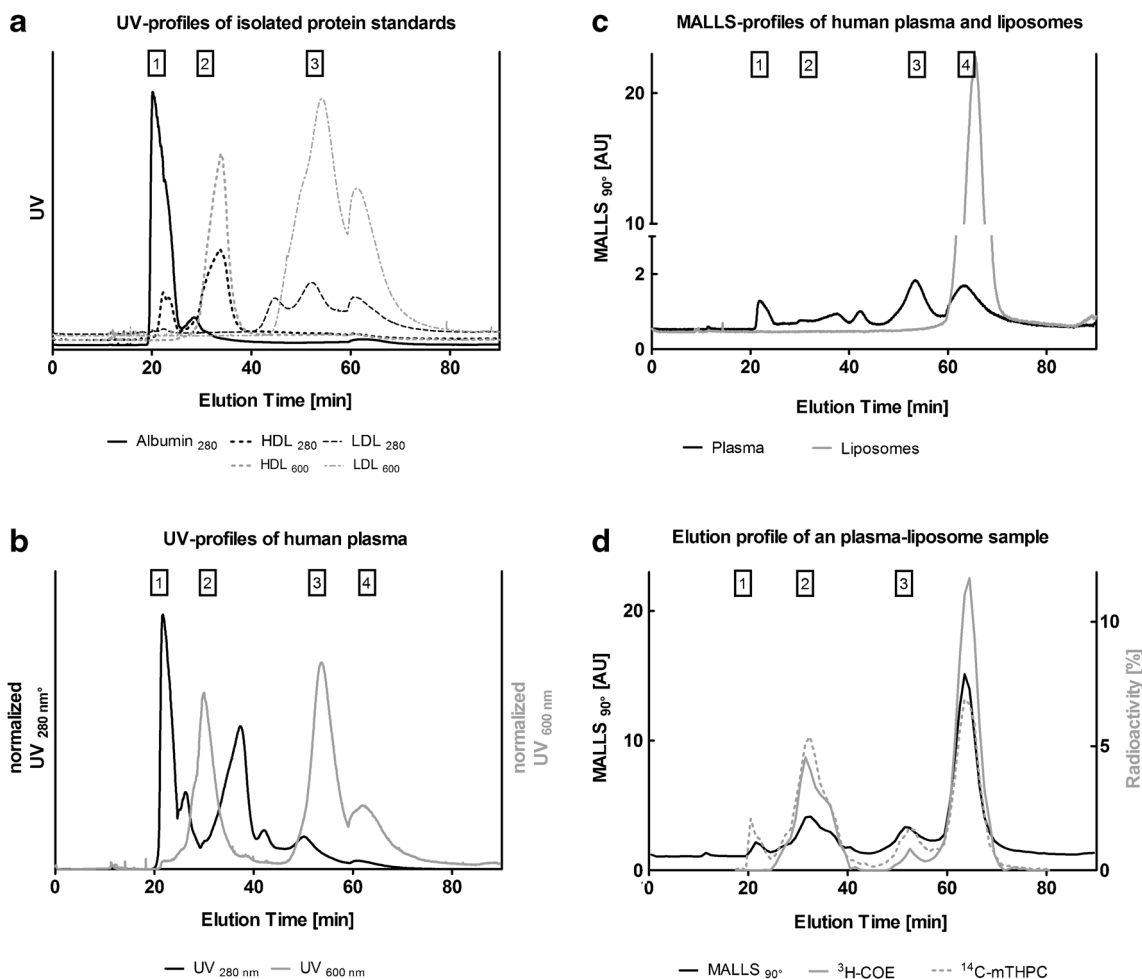 a
UV-profiles of isolated protein standards
1 2 3
UV
0 20 40 60 80
Elution Time [min]
Albumin 280 HDL 280 LDL 280
HDL 600 LDL 600
b
UV-profiles of human plasma
1 2 3 4
normalized
UV 280 nm°
normalized
UV 600 nm
0 20 40 60 80
Elution Time [min]
UV 280 nm UV 600 nm
c
MALLS-profiles of human plasma and liposomes
1 2 3 4
MALLS 90° [AU]
20
10
2
0
0 20 40 60 80
Elution Time [min]
Plasma Liposomes
d
Elution profile of an plasma-liposome sample
1 2 3
MALLS 90° [AU]
20
10
0
Radioactivity [%]
10
5
0
0 20 40 60 80
Elution Time [min]
MALLS 90° ³H-COE ¹⁴C-mTHPC